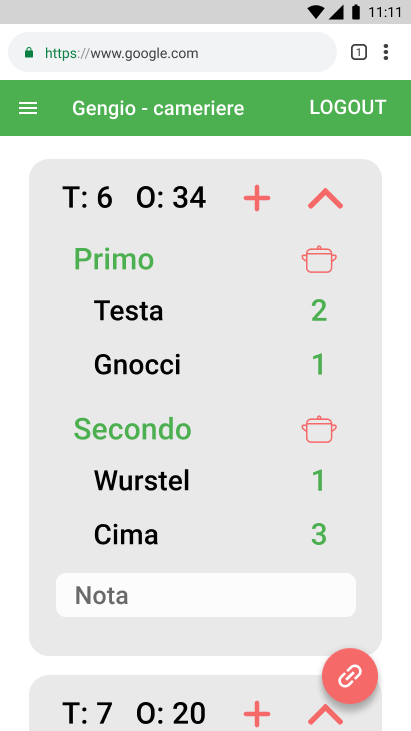 11:11
https://www.google.com
1
Gengio - cameriere LOGOUT
T: 6 O: 34
Primo
Testa 2
Gnocci 1
Secondo
Wurstel 1
Cima 3
Nota
T: 7 O: 20